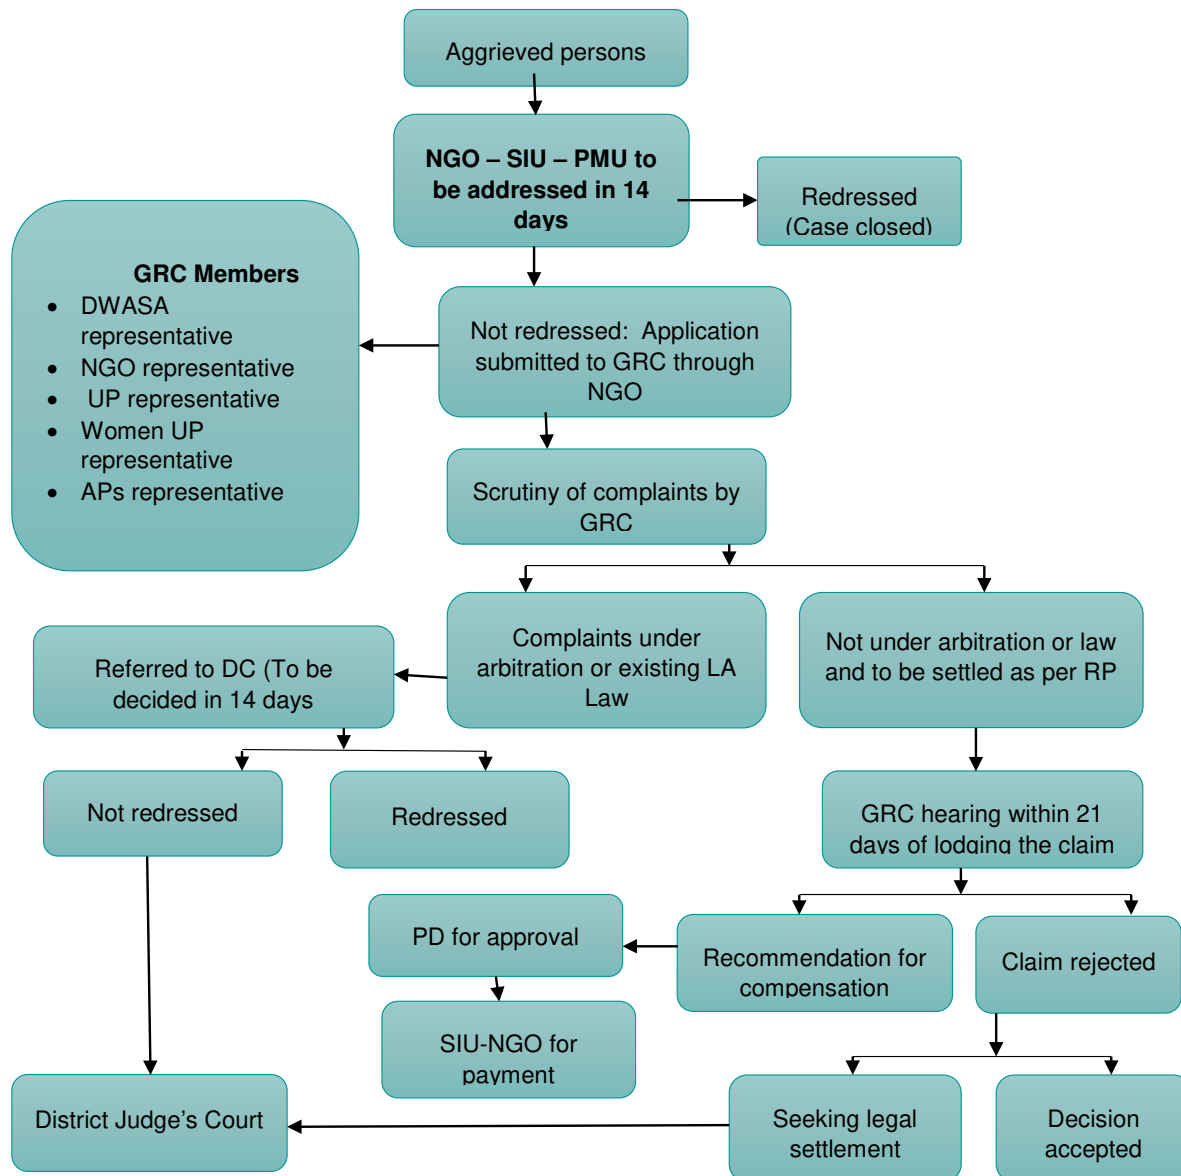 Aggrieved persons
NGO – SIU – PMU to
be addressed in 14
days
Redressed
(Case closed)
GRC Members
• DWASA
representative
• NGO representative
• UP representative
• Women UP
representative
• APs representative
Not redressed: Application
submitted to GRC through
NGO
Scrutiny of complaints by
GRC
Complaints under
arbitration or existing LA
Law
Not under arbitration or law
and to be settled as per RP
Referred to DC (To be
decided in 14 days
Not redressed
Redressed
GRC hearing within 21
days of lodging the claim
PD for approval
Recommendation for
compensation
Claim rejected
SIU-NGO for
payment
District Judge’s Court
Seeking legal
settlement
Decision
accepted